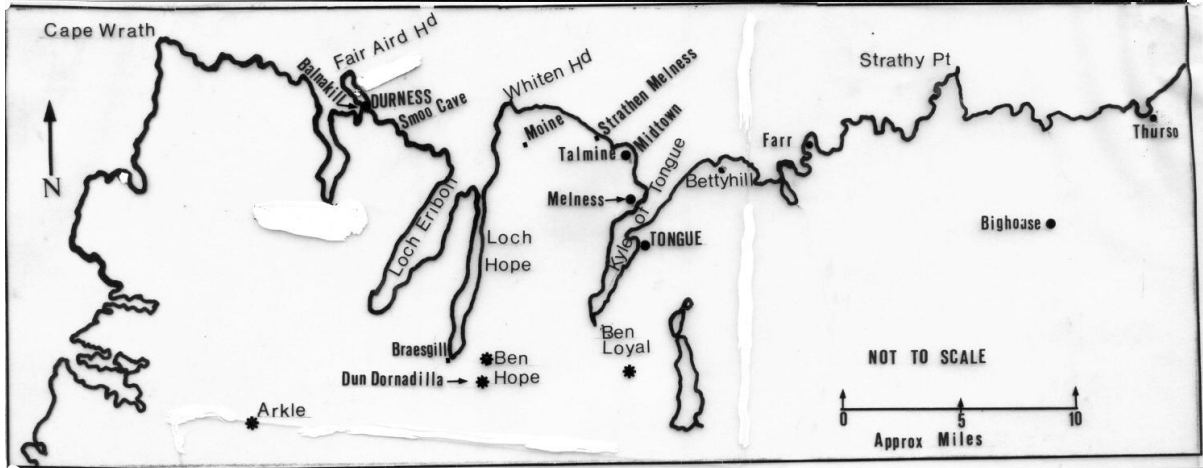 Cape Wrath
Fair Aird Hd
Balnakill
DURNESS
Smoo Cave
Whiten Hd
Moine
Strathen Melness
Midtown
Talmine
Melness
Kyle of Tongue
TONGUE
Bettyhill
Farr
Strathy Pt
Thurso
Bighouse
N
Loch Eribon
Loch
Hope
Braesgill
Ben
Hope
Dun Dornadilla
Ben
Loyal
Arkle
NOT TO SCALE
0 5 10
Approx Miles